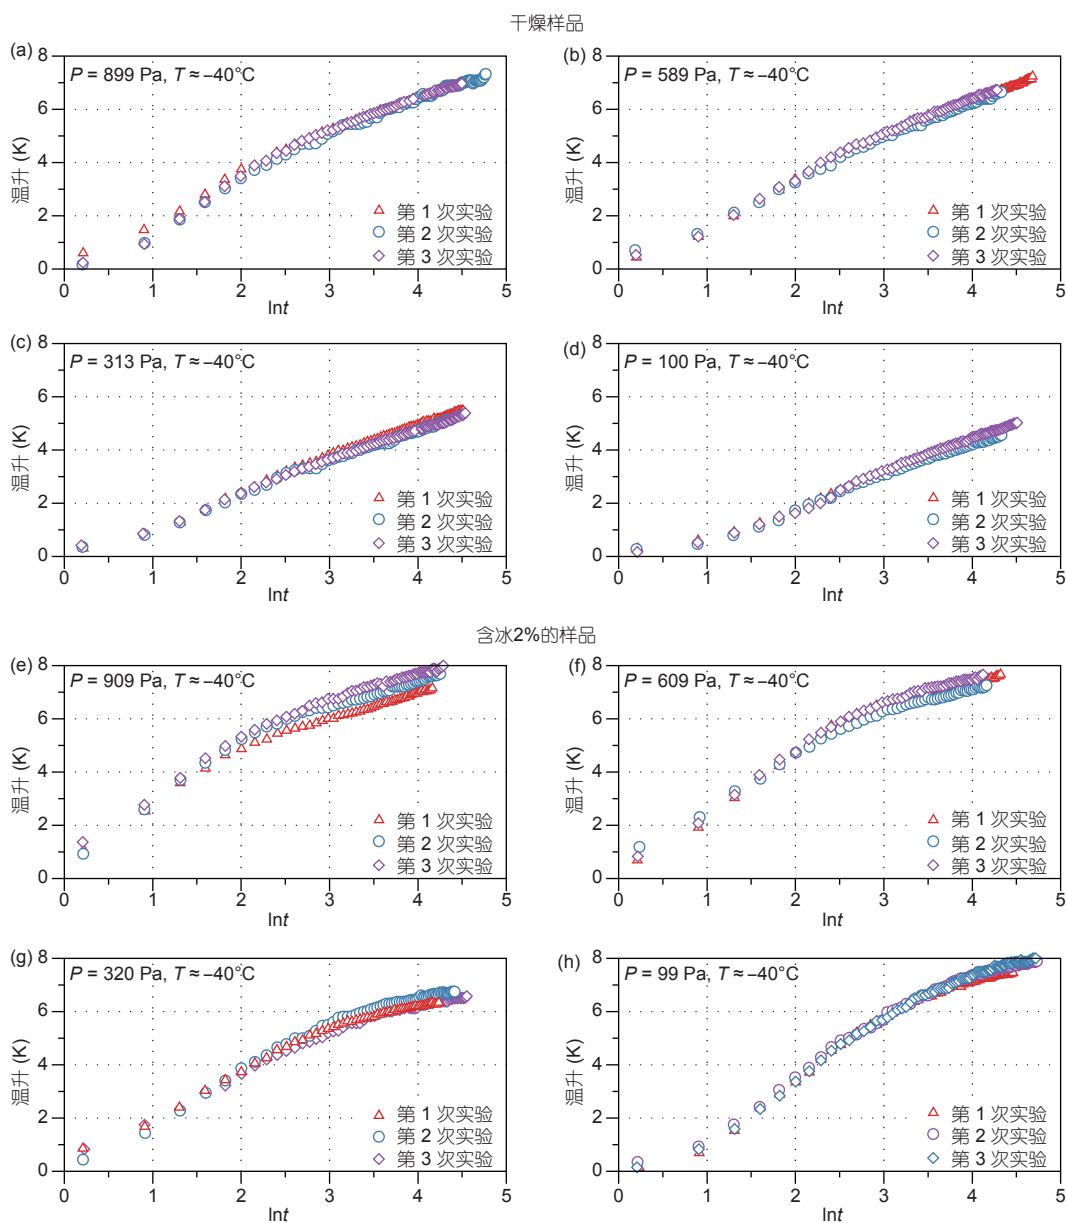 干燥样品
(a)
P = 899 Pa, T ≈ –40°C
温升 (K)
8
6
4
2
0
第 1 次实验
第 2 次实验
第 3 次实验
0 1 2 3 4 5
lnt
(b)
P = 589 Pa, T ≈ –40°C
温升 (K)
8
6
4
2
0
第 1 次实验
第 2 次实验
第 3 次实验
0 1 2 3 4 5
lnt
(c)
P = 313 Pa, T ≈ –40°C
温升 (K)
8
6
4
2
0
第 1 次实验
第 2 次实验
第 3 次实验
0 1 2 3 4 5
lnt
(d)
P = 100 Pa, T ≈ –40°C
温升 (K)
8
6
4
2
0
第 1 次实验
第 2 次实验
第 3 次实验
0 1 2 3 4 5
lnt
含冰2%的样品
(e)
P = 909 Pa, T ≈ –40°C
温升 (K)
8
6
4
2
0
第 1 次实验
第 2 次实验
第 3 次实验
0 1 2 3 4 5
lnt
(f)
P = 609 Pa, T ≈ –40°C
温升 (K)
8
6
4
2
0
第 1 次实验
第 2 次实验
第 3 次实验
0 1 2 3 4 5
lnt
(g)
P = 320 Pa, T ≈ –40°C
温升 (K)
8
6
4
2
0
第 1 次实验
第 2 次实验
第 3 次实验
0 1 2 3 4 5
lnt
(h)
P = 99 Pa, T ≈ –40°C
温升 (K)
8
6
4
2
0
第 1 次实验
第 2 次实验
第 3 次实验
0 1 2 3 4 5
lnt